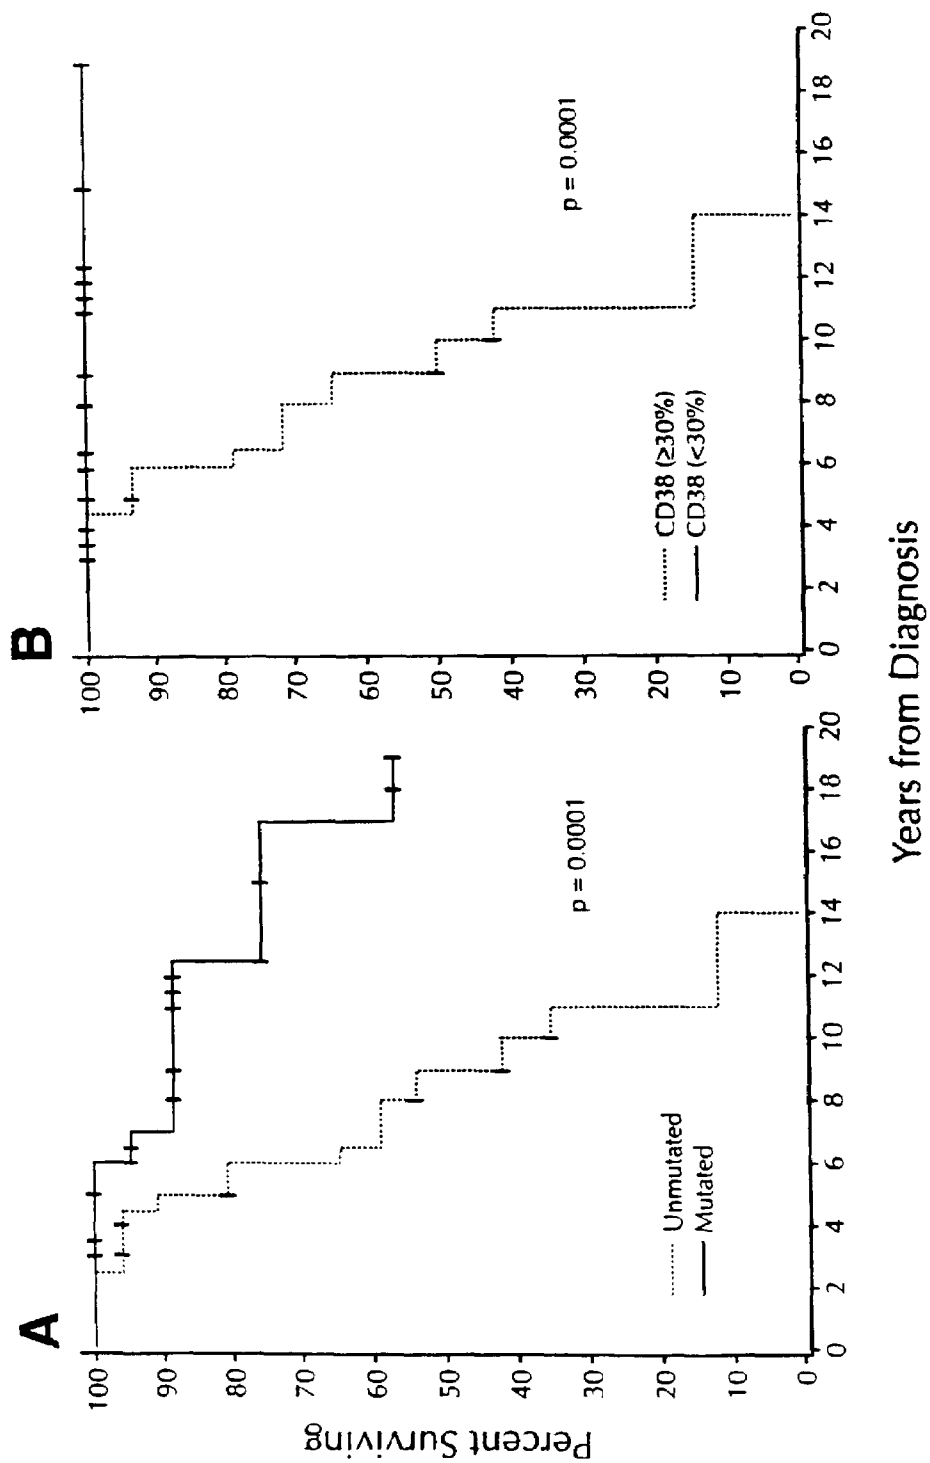 A
Percent Surviving
100
90
80
70
60
50
40
30
20
10
0
p = 0.0001
Unmutated
Mutated
0 2 4 6 8 10 12 14 16 18 20
B
100
90
80
70
60
50
40
30
20
10
0
p = 0.0001
CD38 (≥30%)
CD38 (<30%)
0 2 4 6 8 10 12 14 16 18 20
Years from Diagnosis